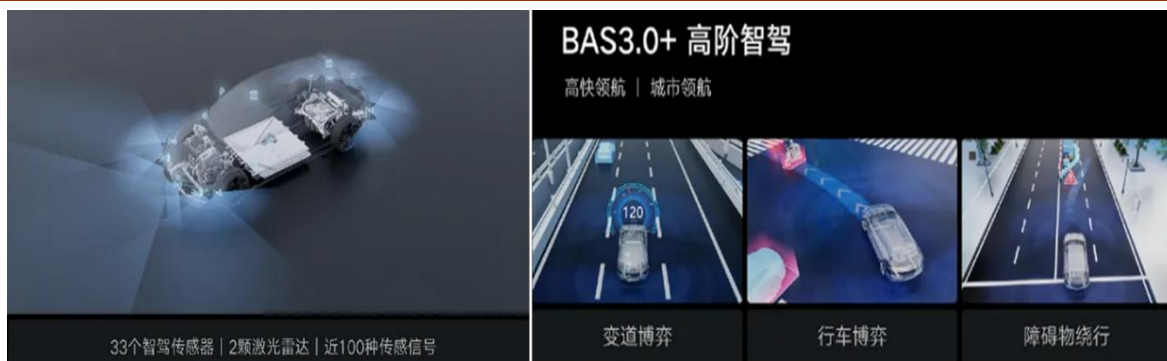 33个智驾传感器｜2颗激光雷达｜近100种传感信号
BAS3.0+ 高阶智驾
高快领航｜城市领航
120
变道博弈
行车博弈
障碍物绕行